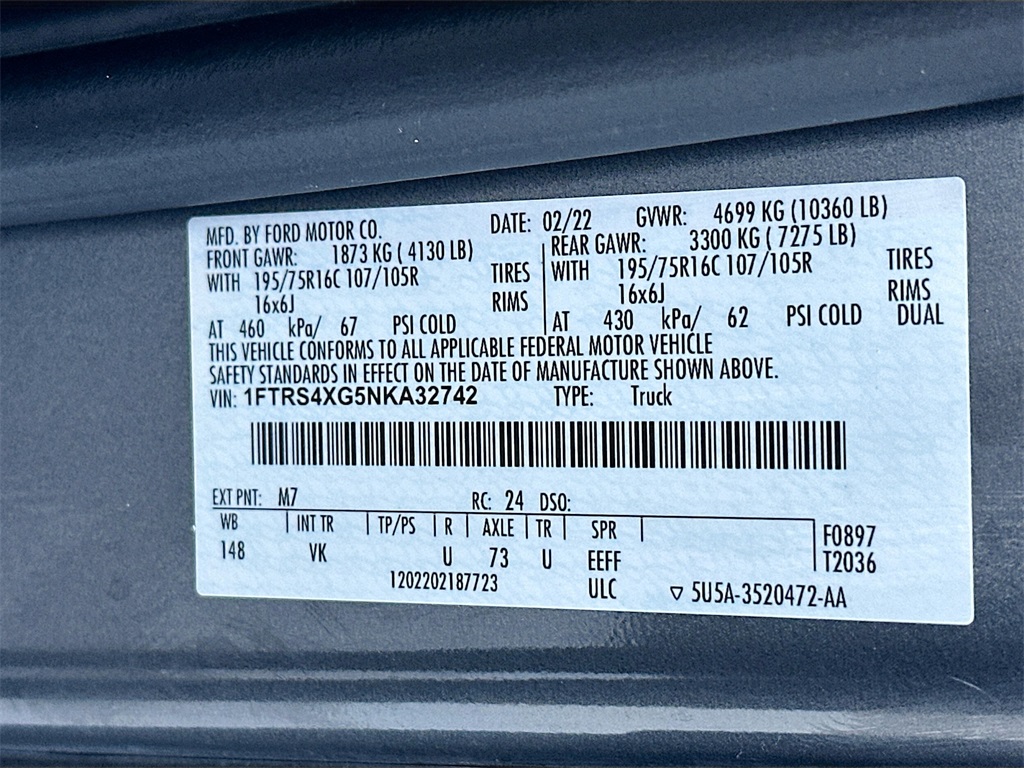 MFD. BY FORD MOTOR CO. DATE: 02/22 GVWR: 4699 KG (10360 LB)
FRONT GAWR: 1873 KG ( 4130 LB) REAR GAWR: 3300 KG ( 7275 LB)
WITH 195/75R16C 107/105R TIRES WITH 195/75R16C 107/105R TIRES
16x6J RIMS 16x6J RIMS
AT 460 kPa/ 67 PSI COLD AT 430 kPa/ 62 PSI COLD DUAL
THIS VEHICLE CONFORMS TO ALL APPLICABLE FEDERAL MOTOR VEHICLE
SAFETY STANDARDS IN EFFECT ON THE DATE OF MANUFACTURE SHOWN ABOVE.
VIN: 1FTRS4XG5NKA32742 TYPE: Truck
EXT PNT: M7 RC: 24 DSO:
WB INT TR TP/PS R AXLE TR SPR F0897
148 VK U 73 U EEFF T2036
1202202187723 ULC ▽ 5U5A-3520472-AA